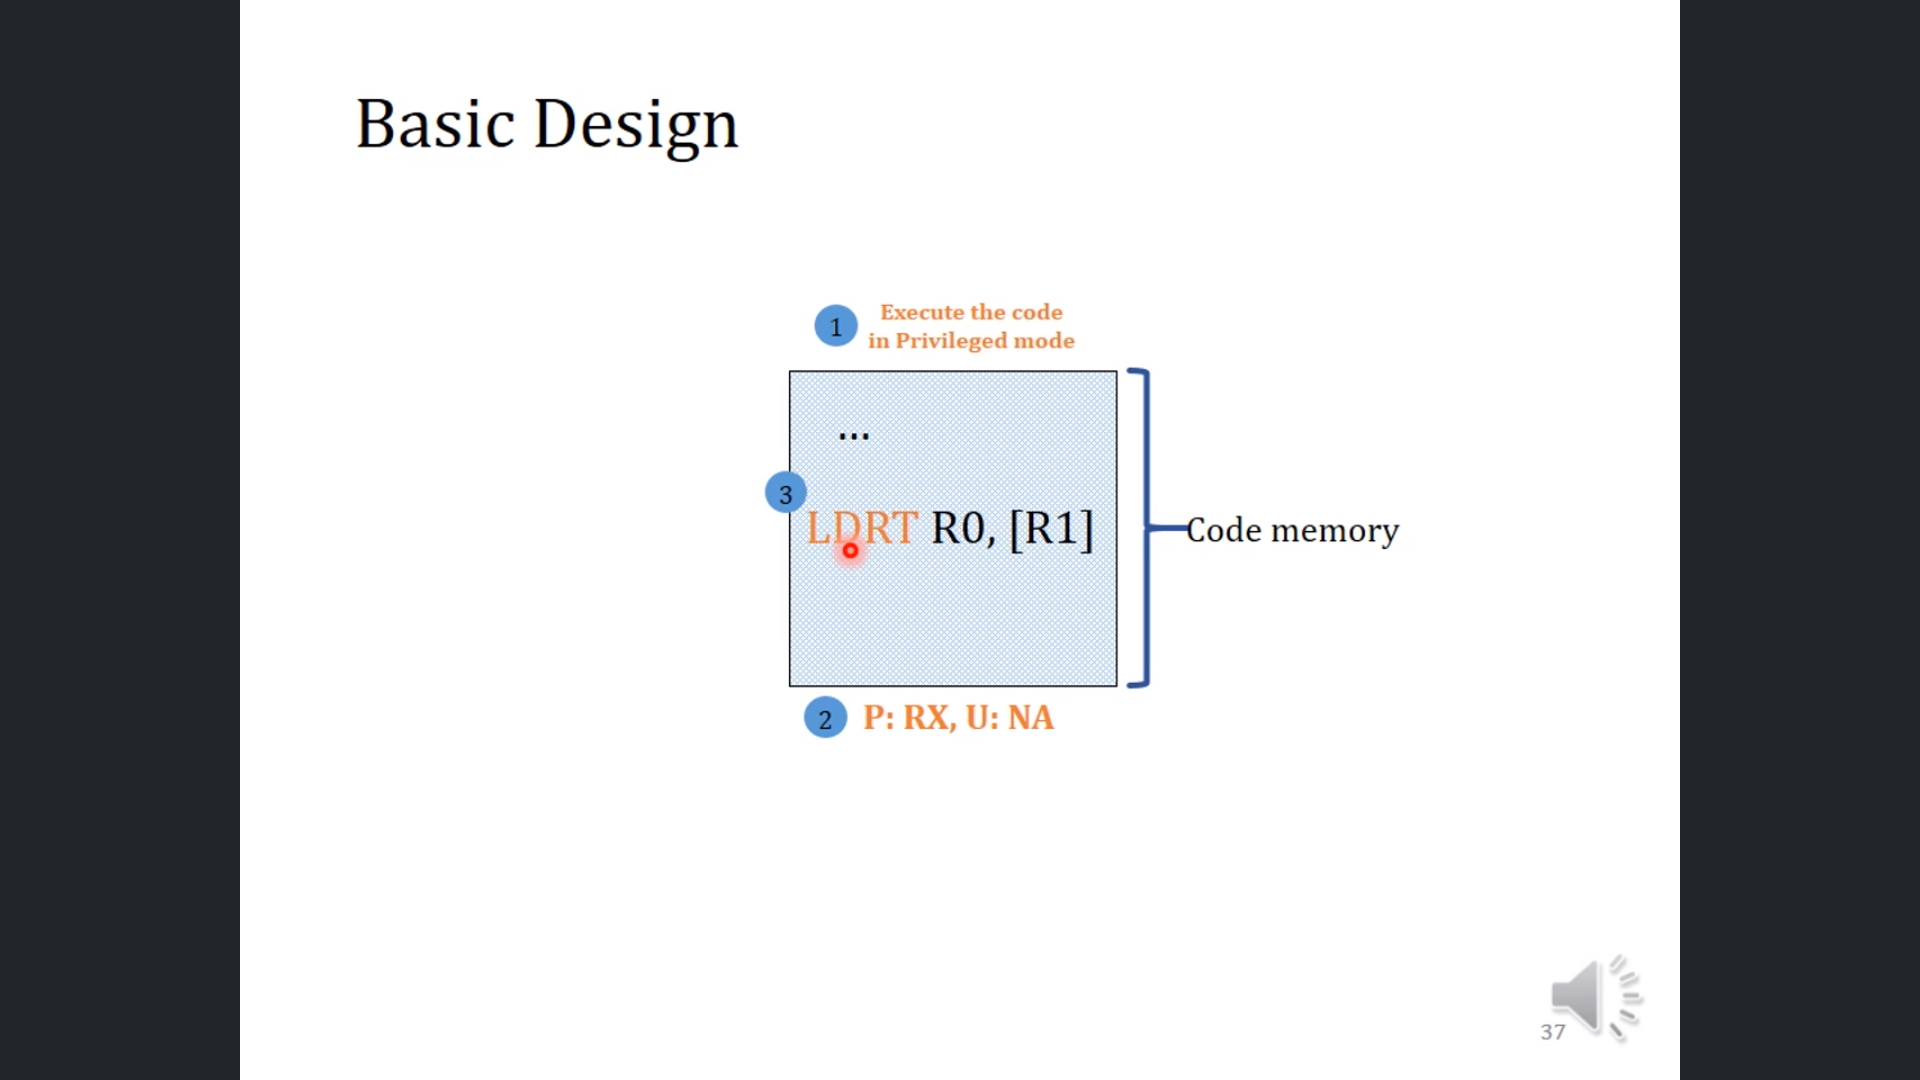 Basic Design
1
Execute the code
in Privileged mode
...
3
LDRT R0, [R1]
Code memory
2
P: RX, U: NA
37